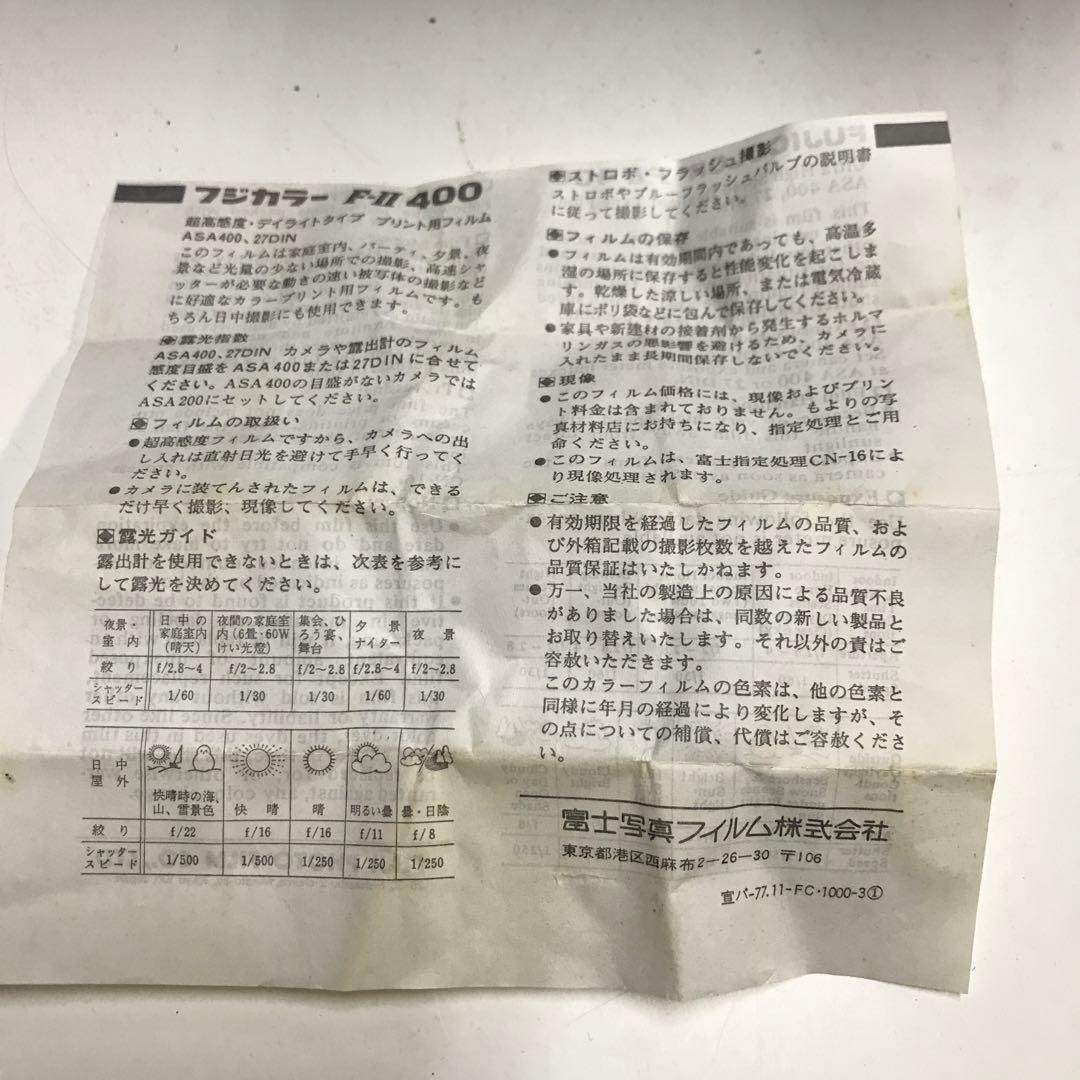 フジカラー F-II 400
超高感度・デイライトタイプ プリント用フィルム
ASA400、27DIN
このフィルムは家庭室内、パーティ、夕景、夜
景など光量の少ない場所での撮影、高速シャ
ッターが必要な動きの速い被写体の撮影など
に好適なカラープリント用フィルムです。も
ちろん日中撮影にも使用できます。
露光指数
ASA400、27DIN カメラや露出計のフィルム
感度目盛をASA400または27DINに合せて
ください。ASA400の目盛がないカメラでは
ASA200にセットしてください。
フィルムの取扱い
●超高感度フィルムですから、カメラへの出
し入れは直射日光を避けて手早く行ってく
ださい。
●カメラに装てんされたフィルムは、できる
だけ早く撮影、現像してください。
露光ガイド
露出計を使用できないときは、次表を参考に
して露光を決めてください。
夜景・室内 日中の家庭室内(晴天) 夜間の家庭室内(6畳・60Wけい光燈) 集会、ひろう宴、舞台 夕景ナイター 夜景
絞り f/2.8~4 f/2~2.8 f/2~2.8 f/2.8~4 f/2~2.8
シャッタースピード 1/60 1/30 1/30 1/60 1/30
日中屋外 快晴時の海、山、雪景色 快晴 晴 明るい曇 曇・日陰
絞り f/22 f/16 f/16 f/11 f/8
シャッタースピード 1/500 1/500 1/250 1/250 1/250
ストロボ・フラッシュ撮影
ストロボやブルーフラッシュバルブの説明書
に従って撮影してください。
フィルムの保存
●フィルムは有効期間内であっても、高温多
湿の場所に保存すると性能変化を起こしま
す。乾燥した涼しい場所、または電気冷蔵
庫にポリ袋などに包んで保存してください。
●家具や新建材の接着剤から発生するホルマ
リンガスの悪影響を避けるため、カメラに
入れたまま長期間保存しないでください。
現像
●このフィルム価格には、現像およびプリン
ト料金は含まれておりません。もよりの写
真材料店にお持ちになり、指定処理とご用
命ください。
●このフィルムは、富士指定処理CN-16によ
り現像処理されます。
ご注意
●有効期限を経過したフィルムの品質、およ
び外箱記載の撮影枚数を越えたフィルムの
品質保証はいたしかねます。
●万一、当社の製造上の原因による品質不良
がありました場合は、同数の新しい製品と
お取り替えいたします。それ以外の責はご
容赦いただきます。
このカラーフィルムの色素は、他の色素と
同様に年月の経過により変化しますが、そ
の点についての補償、代償はご容赦くださ
い。
富士写真フイルム株式会社
東京都港区西麻布2-26-30 〒106
宣パ-77.11-FC・1000-3①